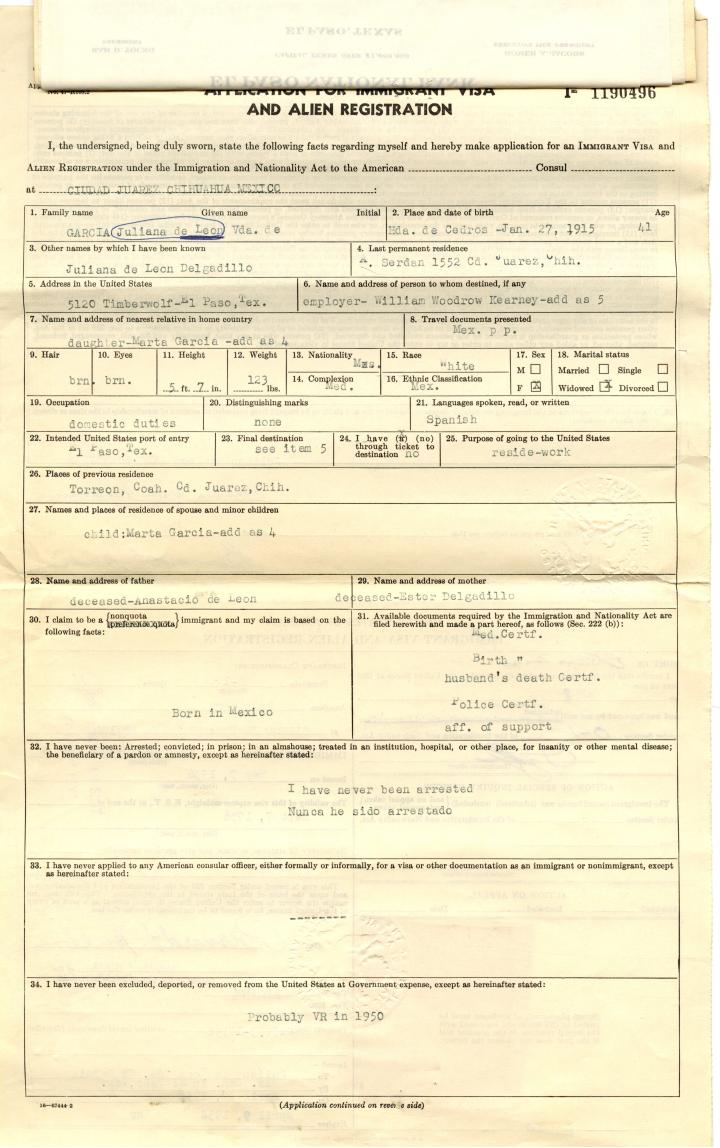 EL PASO, TEXAS
EL PASO NATIONAL BANK
APPLICATION FOR IMMIGRANT VISA
AND ALIEN REGISTRATION
1190496
I, the undersigned, being duly sworn, state the following facts regarding myself and hereby make application for an IMMIGRANT VISA and
ALIEN REGISTRATION under the Immigration and Nationality Act to the American Consul
at CIUDAD JUAREZ CHIHUAHUA MEXICO :
1. Family name Given name Initial
GARCIA Juliana de Leon Vda. de
2. Place and date of birth Age
Hda. de Cedros -Jan. 27, 1915 41
3. Other names by which I have been known
Juliana de Leon Delgadillo
4. Last permanent residence
A. Serdan 1552 Cd. Juarez,Chih.
5. Address in the United States
5120 Timberwolf-El Paso,Tex.
6. Name and address of person to whom destined, if any
employer- William Woodrow Kearney-add as 5
7. Name and address of nearest relative in home country
daughter-Marta Garcia -add as 4
8. Travel documents presented
Mex. p p.
9. Hair
brn.
10. Eyes
brn.
11. Height
5 ft. 7 in.
12. Weight
123 lbs.
13. Nationality
Mex.
14. Complexion
Med.
15. Race
White
16. Ethnic Classification
Mex.
17. Sex
M
F X
18. Marital status
Married Single
Widowed X Divorced
19. Occupation
domestic duties
20. Distinguishing marks
none
21. Languages spoken, read, or written
Spanish
22. Intended United States port of entry
El Paso,Tex.
23. Final destination
see item 5
24. I have (no)
through ticket to
destination no
25. Purpose of going to the United States
reside-work
26. Places of previous residence
Torreon, Coah. Cd. Juarez,Chih.
27. Names and places of residence of spouse and minor children
child:Marta Garcia-add as 4
28. Name and address of father
deceased-Anastacio de Leon
29. Name and address of mother
deceased-Ester Delgadillo
30. I claim to be a {nonquota
preference quota} immigrant and my claim is based on the
following facts:
Born in Mexico
31. Available documents required by the Immigration and Nationality Act are
filed herewith and made a part hereof, as follows (Sec. 222 (b)):
Med.Certf.
Birth "
husband's death Certf.
Police Certf.
aff. of support
32. I have never been: Arrested; convicted; in prison; in an almshouse; treated in an institution, hospital, or other place, for insanity or other mental disease;
the beneficiary of a pardon or amnesty, except as hereinafter stated:
I have never been arrested
Nunca he sido arrestado
33. I have never applied to any American consular officer, either formally or informally, for a visa or other documentation as an immigrant or nonimmigrant, except
as hereinafter stated:
-------
34. I have never been excluded, deported, or removed from the United States at Government expense, except as hereinafter stated:
Probably VR in 1950
16—67444-2
(Application continued on reverse side)